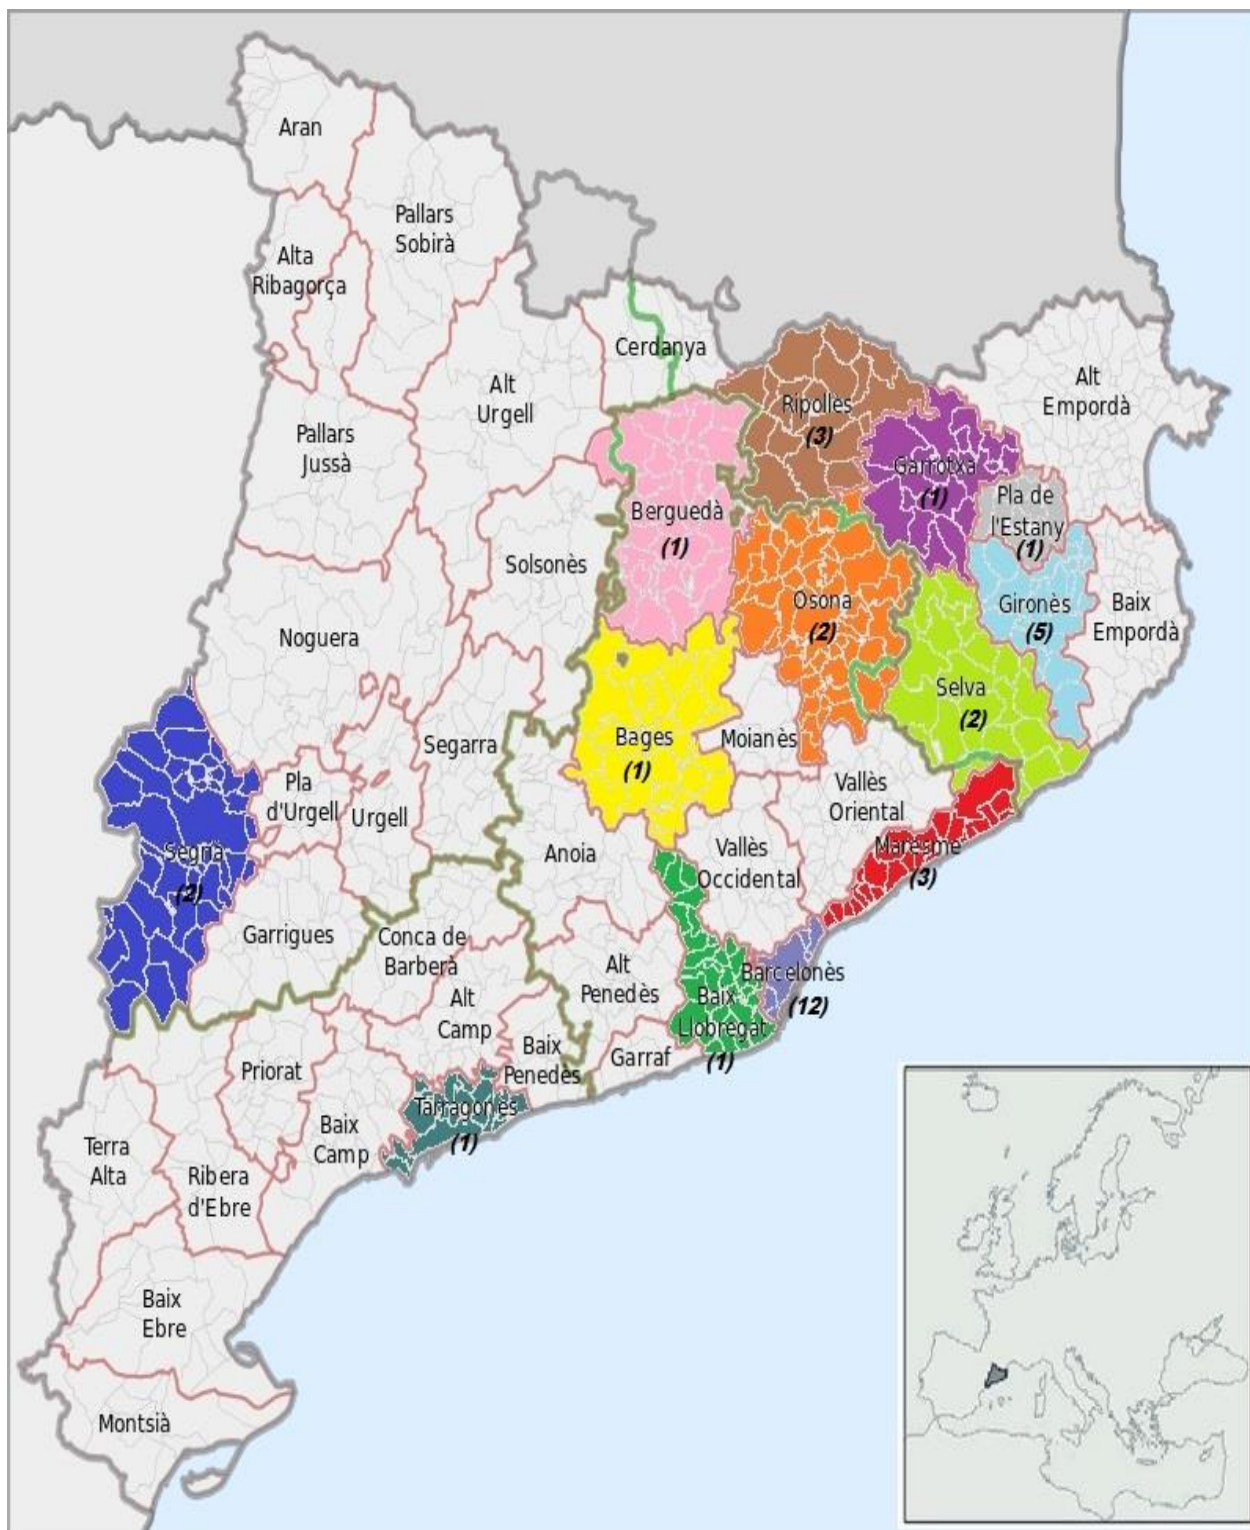 Aran
Pallars
Sobirà
Alta
Ribagorça
Cerdanya
Alt
Urgell
Alt
Empordà
Ripollès
(3)
Pallars
Jussà
Garrotxa
(1)
Pla de
l'Estany
(1)
Berguedà
(1)
Solsonès
Osona
(2)
Gironès
(5)
Baix
Empordà
Noguera
Selva
(2)
Segarra
Bages
(1)
Moianès
Pla
d'Urgell
Urgell
Vallès
Oriental
Segrià
(2)
Anoia
Vallès
Occidental
Maresme
(3)
Garrigues
Conca de
Barberà
Alt
Penedès
Barcelonès
(12)
Alt
Camp
Baix
Llobregat
(1)
Priorat
Baix
Penedès
Garraf
Tarragonès
(1)
Baix
Camp
Terra
Alta
Ribera
d'Ebre
Baix
Ebre
Montsià